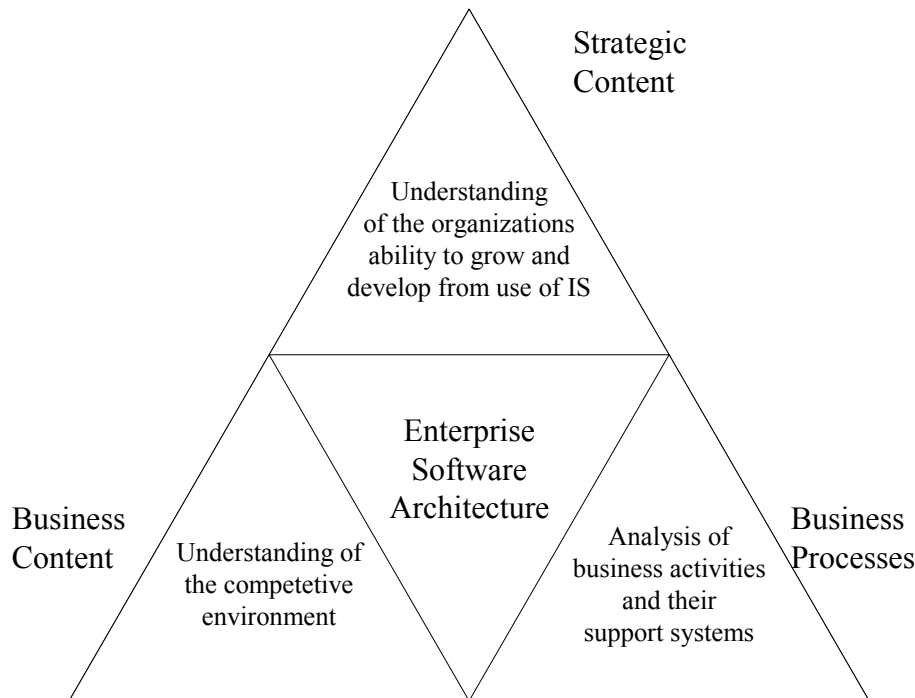 Strategic
Content
Understanding
of the organizations
ability to grow and
develop from use of IS
Enterprise
Software
Architecture
Business
Content
Understanding of
the competetive
environment
Analysis of
business activities
and their
support systems
Business
Processes